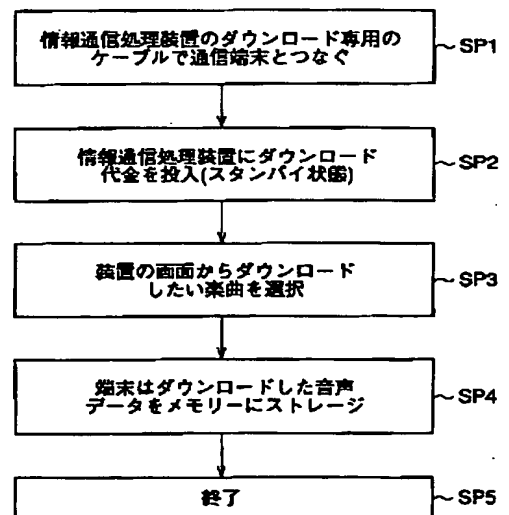 情報通信処理装置のダウンロード専用の
ケーブルで通信端末とつなぐ
SP1
情報通信処理装置にダウンロード
代金を投入(スタンバイ状態)
SP2
装置の画面からダウンロード
したい楽曲を選択
SP3
端末はダウンロードした音声
データをメモリーにストレージ
SP4
終了
SP5